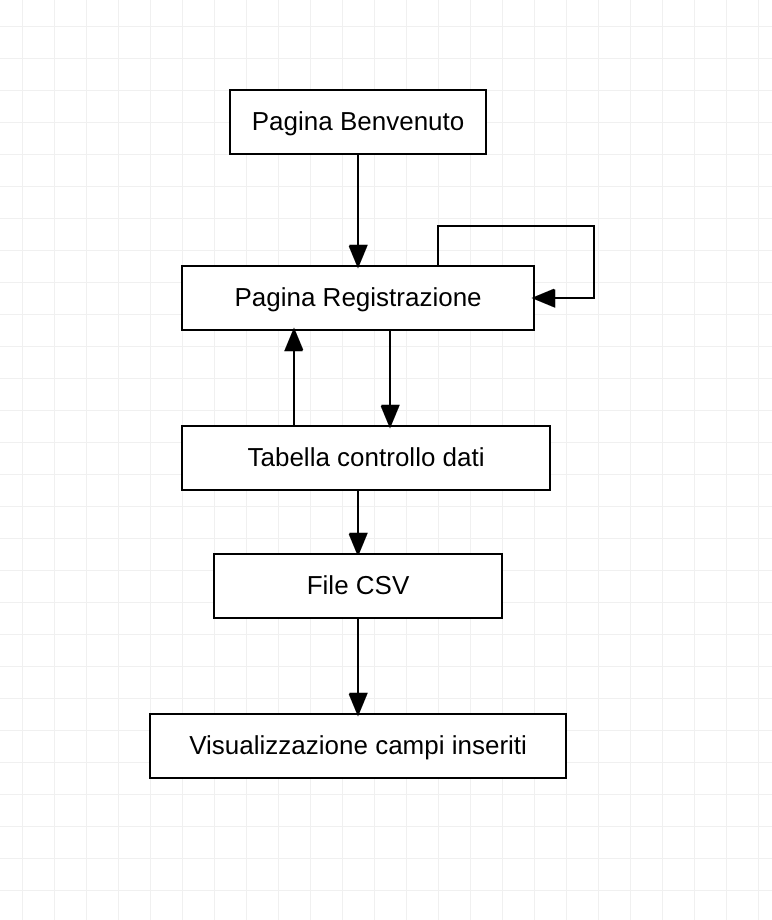 Pagina Benvenuto
Pagina Registrazione
Tabella controllo dati
File CSV
Visualizzazione campi inseriti